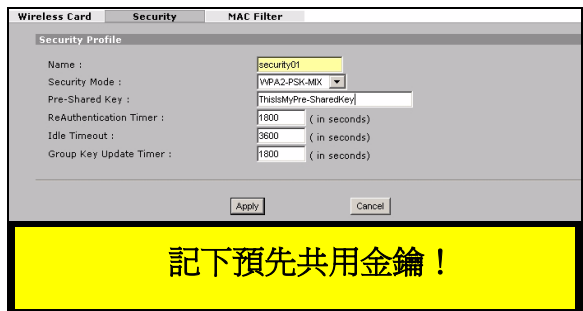 Wireless Card Security MAC Filter
Security Profile
Name : security01
Security Mode : WPA2-PSK-MIX
Pre-Shared Key : ThisIsMyPre-SharedKey
ReAuthentication Timer : 1800 ( in seconds)
Idle Timeout : 3600 ( in seconds)
Group Key Update Timer : 1800 ( in seconds)
Apply Cancel
記下預先共用金鑰！